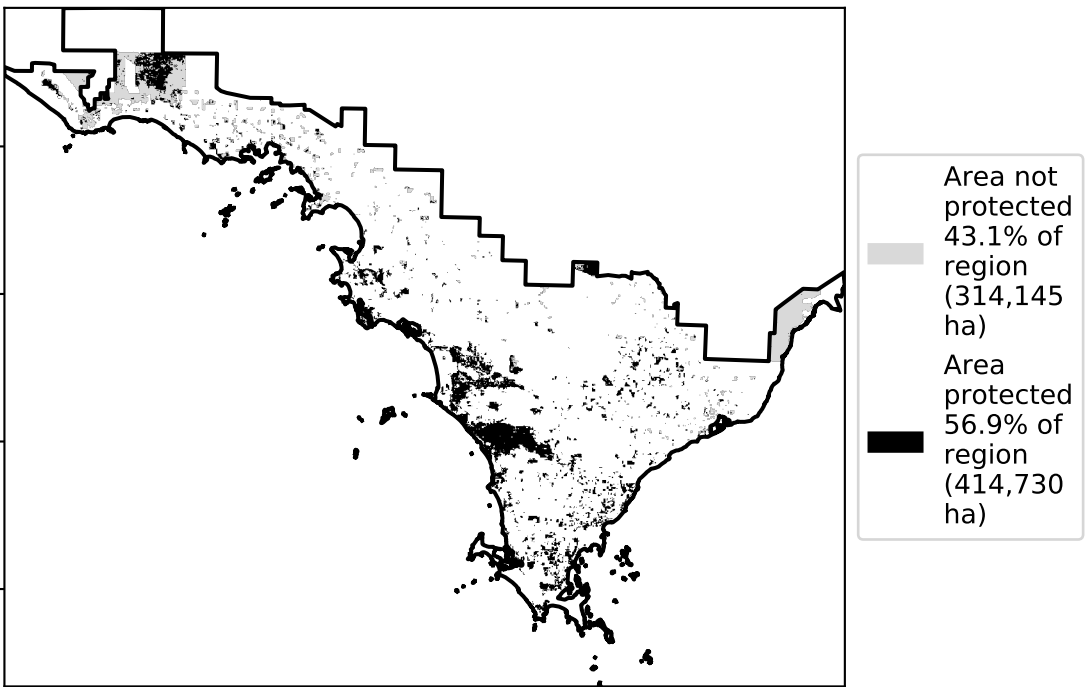 Area not
protected
43.1% of
region
(314,145
ha)
Area
protected
56.9% of
region
(414,730
ha)